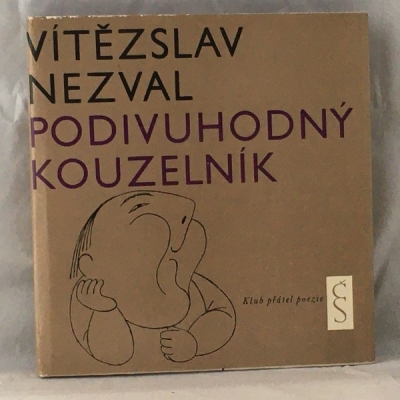 VÍTĚZSLAV
NEZVAL
PODIVUHODNÝ
KOUZELNÍK
Klub přátel poezie
ČS